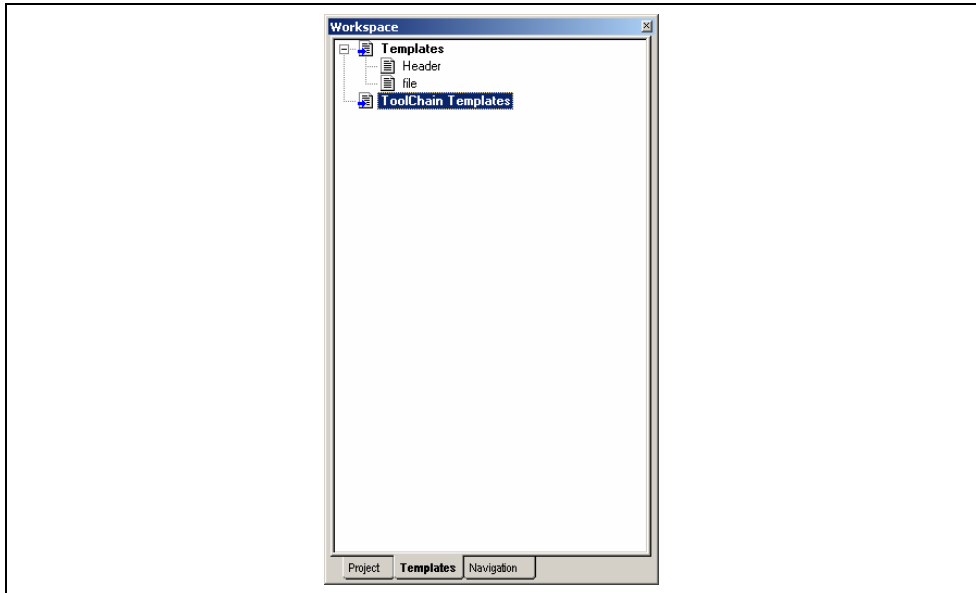 Workspace
Templates
Header
file
ToolChain Templates
Project Templates Navigation